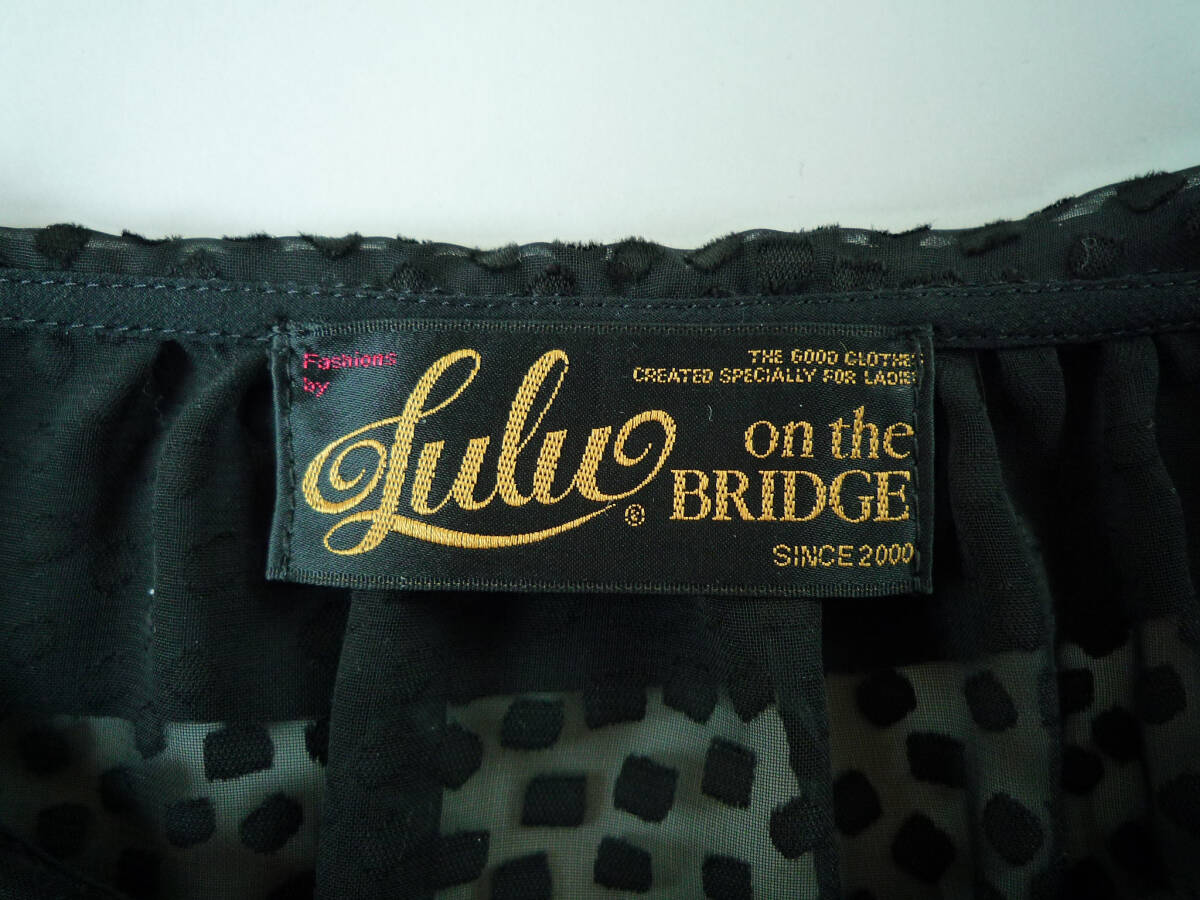 Fashions
by
THE GOOD CLOTHES
CREATED SPECIALLY FOR LADIES
Lulu®
on the
BRIDGE
SINCE 2000